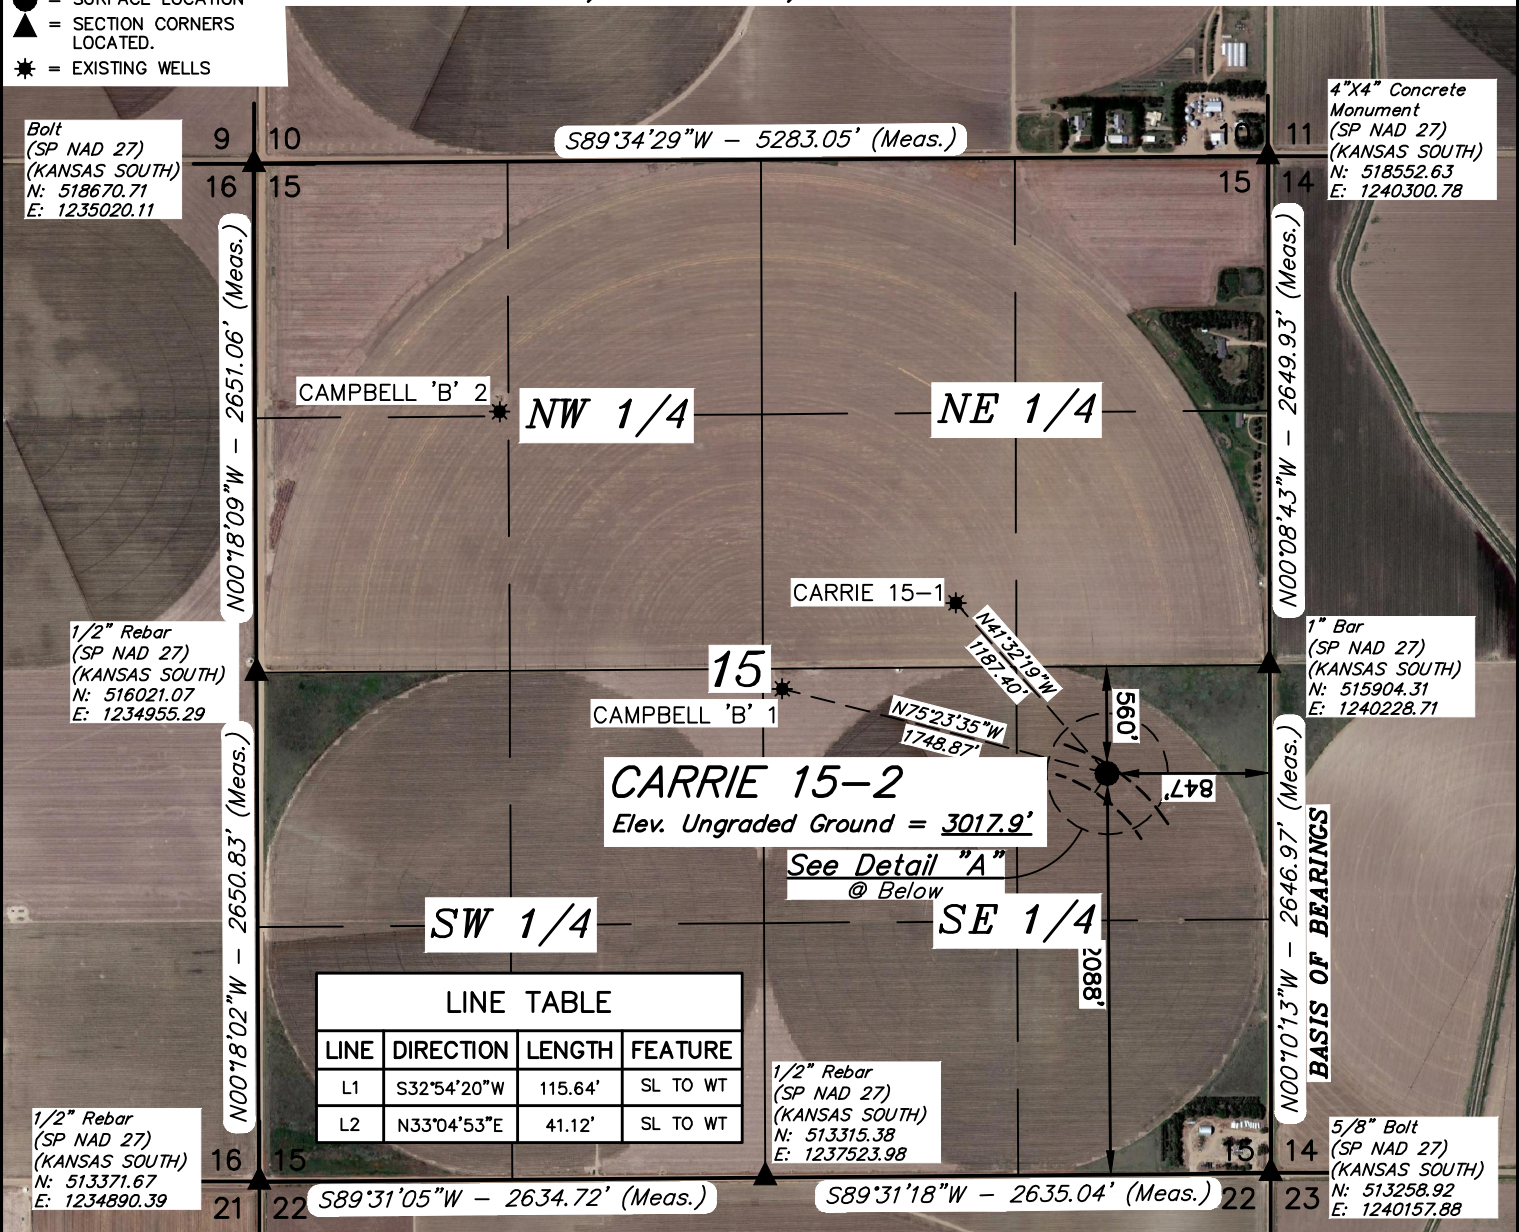 = SURFACE LOCATION
= SECTION CORNERS
LOCATED.
= EXISTING WELLS
Bolt
(SP NAD 27)
(KANSAS SOUTH)
N: 518670.71
E: 1235020.11
9 10
16 15
S89°34'29"W - 5283.05' (Meas.)
10 11
15 14
4"X4" Concrete
Monument
(SP NAD 27)
(KANSAS SOUTH)
N: 518552.63
E: 1240300.78
N00°18'09"W - 2651.06' (Meas.)
N00°08'43"W - 2649.93' (Meas.)
CAMPBELL 'B' 2
NW 1/4
NE 1/4
CARRIE 15-1
N41°32'19"W
1187.40'
1/2" Rebar
(SP NAD 27)
(KANSAS SOUTH)
N: 516021.07
E: 1234955.29
15
CAMPBELL 'B' 1
N75°23'35"W
1748.87'
560'
847'
1" Bar
(SP NAD 27)
(KANSAS SOUTH)
N: 515904.31
E: 1240228.71
CARRIE 15-2
Elev. Ungraded Ground = 3017.9'
See Detail "A"
@ Below
N00°18'02"W - 2650.83' (Meas.)
N00°10'13"W - 2646.97' (Meas.)
BASIS OF BEARINGS
SW 1/4
SE 1/4
2088'
LINE TABLE
LINE DIRECTION LENGTH FEATURE
L1 S32°54'20"W 115.64' SL TO WT
L2 N33°04'53"E 41.12' SL TO WT
1/2" Rebar
(SP NAD 27)
(KANSAS SOUTH)
N: 513315.38
E: 1237523.98
1/2" Rebar
(SP NAD 27)
(KANSAS SOUTH)
N: 513371.67
E: 1234890.39
16 15
21 22
S89°31'05"W - 2634.72' (Meas.)
S89°31'18"W - 2635.04' (Meas.)
15 14
22 23
5/8" Bolt
(SP NAD 27)
(KANSAS SOUTH)
N: 513258.92
E: 1240157.88